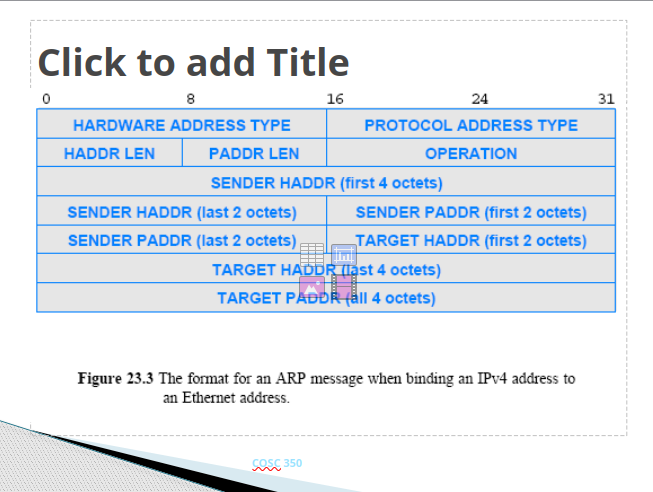 Click to add Title
0 8 16 24 31
HARDWARE ADDRESS TYPE PROTOCOL ADDRESS TYPE
HADDR LEN PADDR LEN OPERATION
SENDER HADDR (first 4 octets)
SENDER HADDR (last 2 octets) SENDER PADDR (first 2 octets)
SENDER PADDR (last 2 octets) TARGET HADDR (first 2 octets)
TARGET HADDR (last 4 octets)
TARGET PADDR (all 4 octets)
Figure 23.3 The format for an ARP message when binding an IPv4 address to
an Ethernet address.
COSC 350